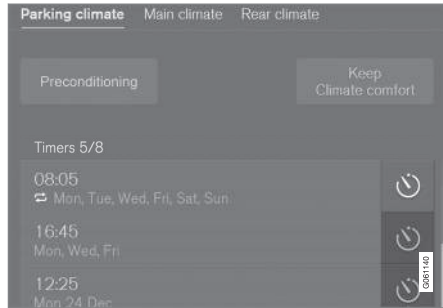 Parking climate Main climate Rear climate
Preconditioning
Keep
Climate comfort
Timers 5/8
08:05
Mon, Tue, Wed, Fri, Sat, Sun
16:45
Mon, Wed, Fri
12:25
Mon 24 Dec
G061140